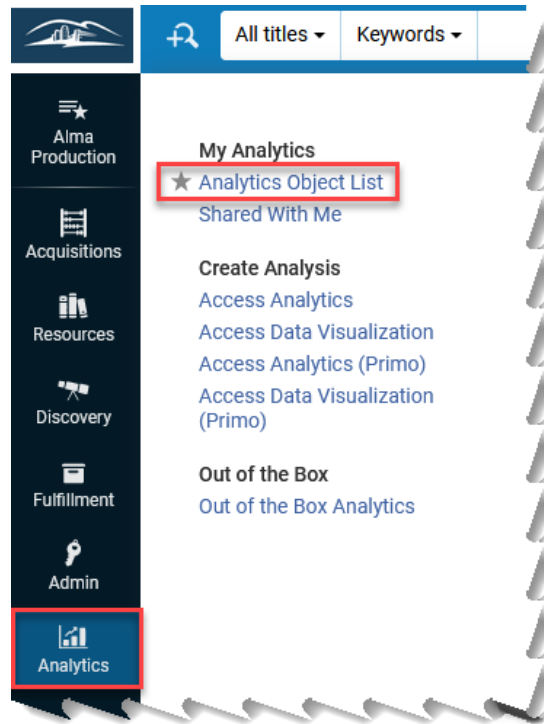 All titles
Keywords
Alma
Production
Acquisitions
Resources
Discovery
Fulfillment
Admin
Analytics
My Analytics
Analytics Object List
Shared With Me
Create Analysis
Access Analytics
Access Data Visualization
Access Analytics (Primo)
Access Data Visualization
(Primo)
Out of the Box
Out of the Box Analytics